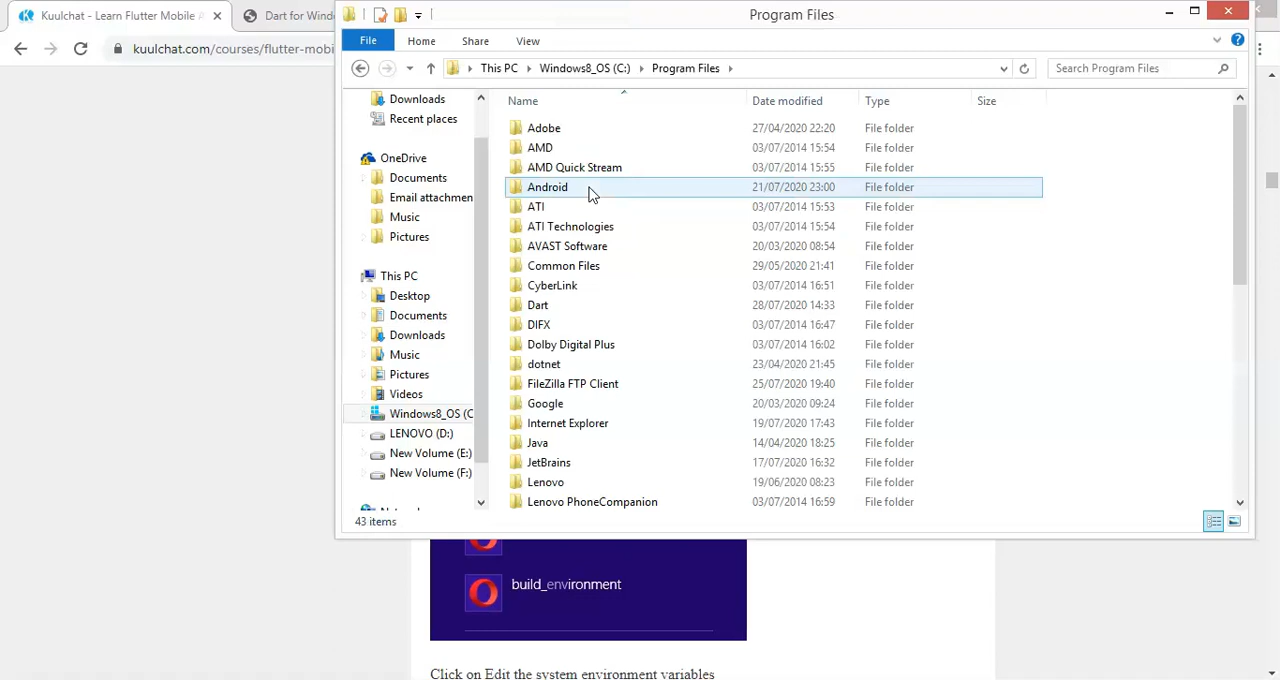 Kuulchat - Learn Flutter Mobile A
Dart for Wind
kuulchat.com/courses/flutter-mobi
Program Files
File
Home
Share
View
This PC
Windows8_OS (C:)
Program Files
Search Program Files
Downloads
Recent places
OneDrive
Documents
Email attachmen
Music
Pictures
This PC
Desktop
Documents
Downloads
Music
Pictures
Videos
Windows8_OS (C
LENOVO (D:)
New Volume (E:)
New Volume (F:)
Name Date modified Type Size
Adobe 27/04/2020 22:20 File folder
AMD 03/07/2014 15:54 File folder
AMD Quick Stream 03/07/2014 15:55 File folder
Android 21/07/2020 23:00 File folder
ATI 03/07/2014 15:53 File folder
ATI Technologies 03/07/2014 15:54 File folder
AVAST Software 20/03/2020 08:54 File folder
Common Files 29/05/2020 21:41 File folder
CyberLink 03/07/2014 16:51 File folder
Dart 28/07/2020 14:33 File folder
DIFX 03/07/2014 16:47 File folder
Dolby Digital Plus 03/07/2014 16:02 File folder
dotnet 23/04/2020 21:45 File folder
FileZilla FTP Client 25/07/2020 19:40 File folder
Google 20/03/2020 09:24 File folder
Internet Explorer 19/07/2020 17:43 File folder
Java 14/04/2020 18:25 File folder
JetBrains 17/07/2020 16:32 File folder
Lenovo 19/06/2020 08:23 File folder
Lenovo PhoneCompanion 03/07/2014 16:59 File folder
43 items
build_environment
Click on Edit the system environment variables